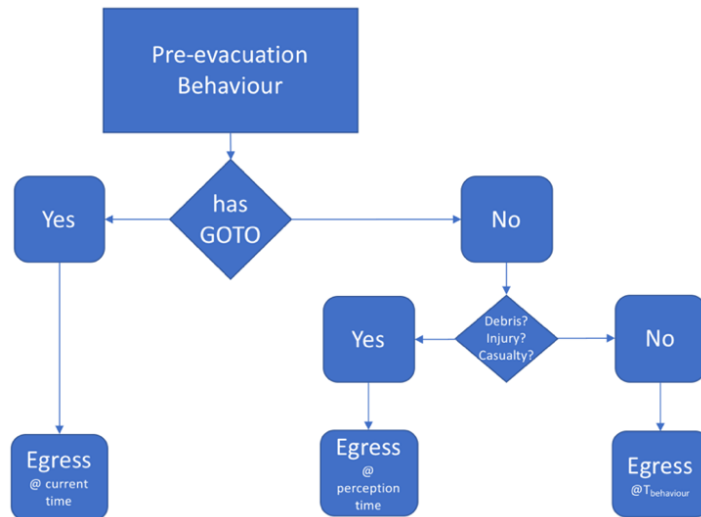 Pre-evacuation
Behaviour
Yes
has
GOTO
No
Yes
Debris?
Injury?
Casualty?
No
Egress
@ current
time
Egress
@
perception
time
Egress
@T_behaviour